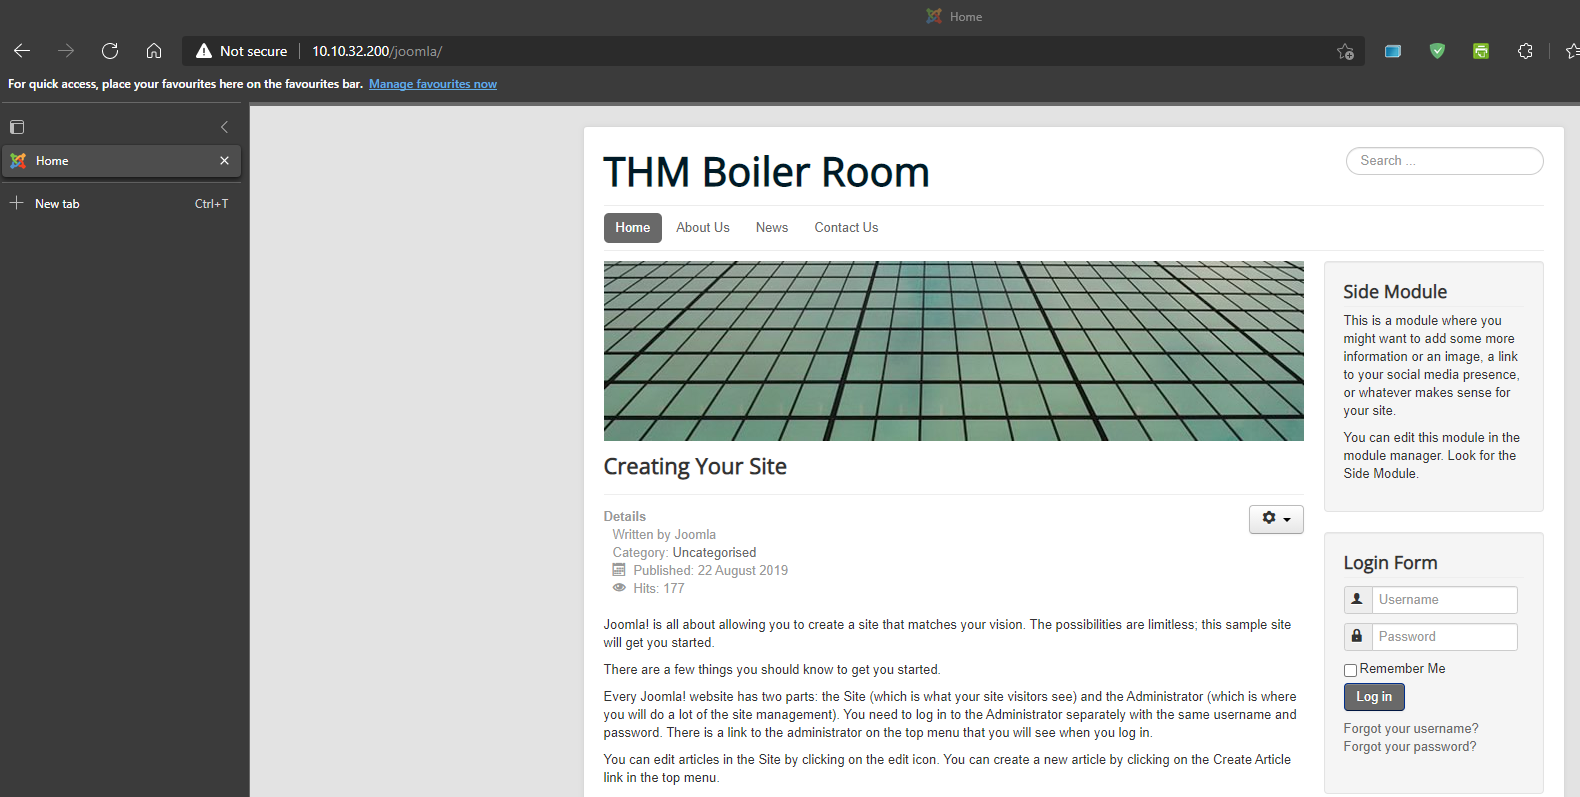 Home
Not secure
10.10.32.200/joomla/
For quick access, place your favourites here on the favourites bar. Manage favourites now
Home
New tab Ctrl+T
THM Boiler Room
Search ...
Home About Us News Contact Us
Creating Your Site
Details
Written by Joomla
Category: Uncategorised
Published: 22 August 2019
Hits: 177
Joomla! is all about allowing you to create a site that matches your vision. The possibilities are limitless; this sample site
will get you started.
There are a few things you should know to get you started.
Every Joomla! website has two parts: the Site (which is what your site visitors see) and the Administrator (which is where
you will do a lot of the site management). You need to log in to the Administrator separately with the same username and
password. There is a link to the administrator on the top menu that you will see when you log in.
You can edit articles in the Site by clicking on the edit icon. You can create a new article by clicking on the Create Article
link in the top menu.
Side Module
This is a module where you
might want to add some more
information or an image, a link
to your social media presence,
or whatever makes sense for
your site.
You can edit this module in the
module manager. Look for the
Side Module.
Login Form
Username
Password
Remember Me
Log in
Forgot your username?
Forgot your password?